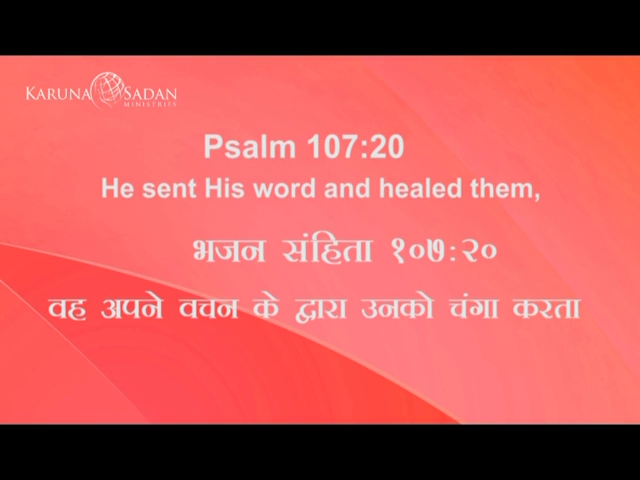 KARUNA SADAN
MINISTRIES
Psalm 107:20
He sent His word and healed them,
भजन संहिता १०७:२०
वह अपने वचन के द्वारा उनको चंगा करता